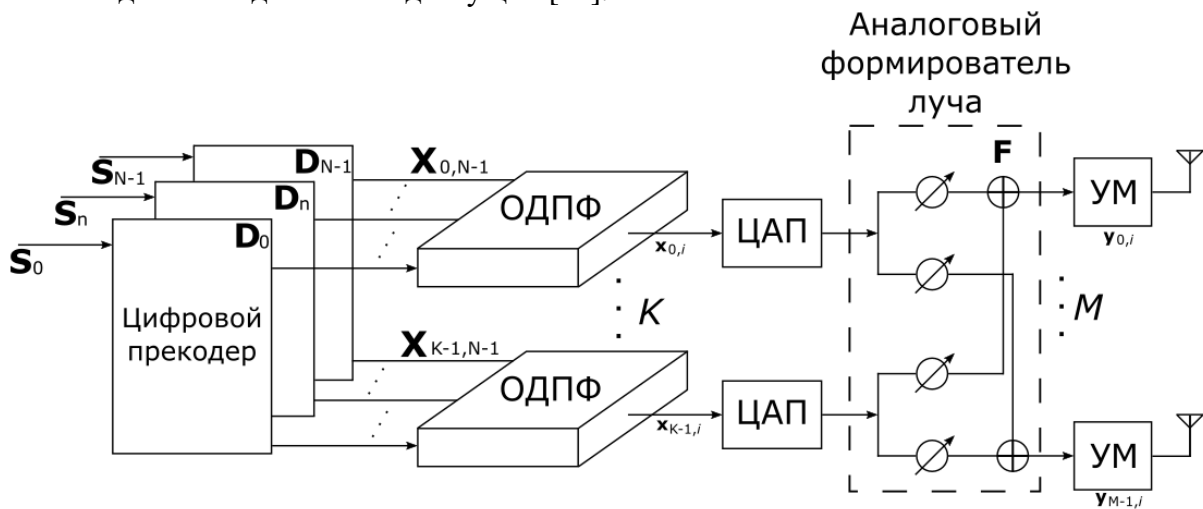 Аналоговый
формирователь
луча
S_N-1
D_N-1
X_0,N-1
F
S_n
D_n
ОДПФ
ЦАП
УМ
S_0
D_0
x_0,i
y_0,i
Цифровой
прекодер
K
M
X_K-1,N-1
ОДПФ
ЦАП
УМ
x_K-1,i
y_M-1,i